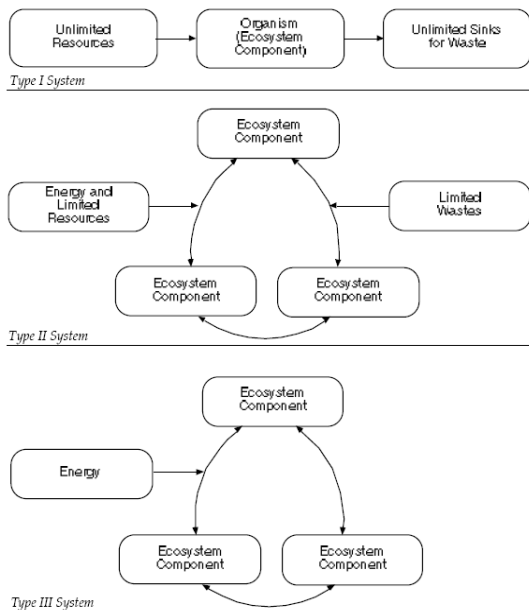 Unlimited
Resources
Organism
(Ecosystem
Component)
Unlimited Sinks
for Waste
Type I System
Ecosystem
Component
Energy and
Limited
Resources
Limited
Wastes
Ecosystem
Component
Ecosystem
Component
Type II System
Ecosystem
Component
Energy
Ecosystem
Component
Ecosystem
Component
Type III System